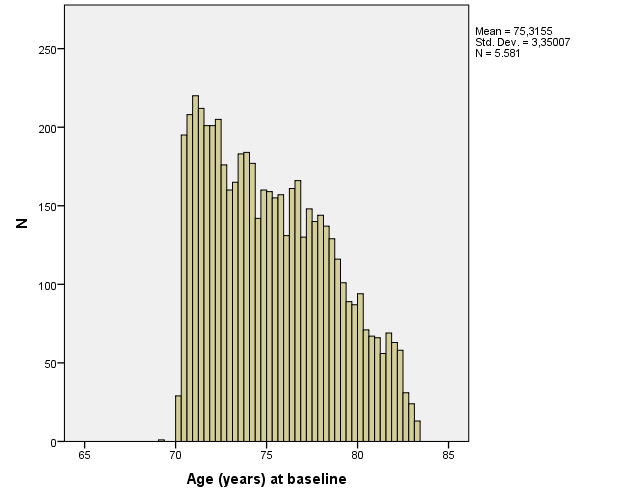 Mean = 75,3155
Std. Dev. = 3,35007
N = 5.581
250
200
150
100
50
0
N
65 70 75 80 85
Age (years) at baseline